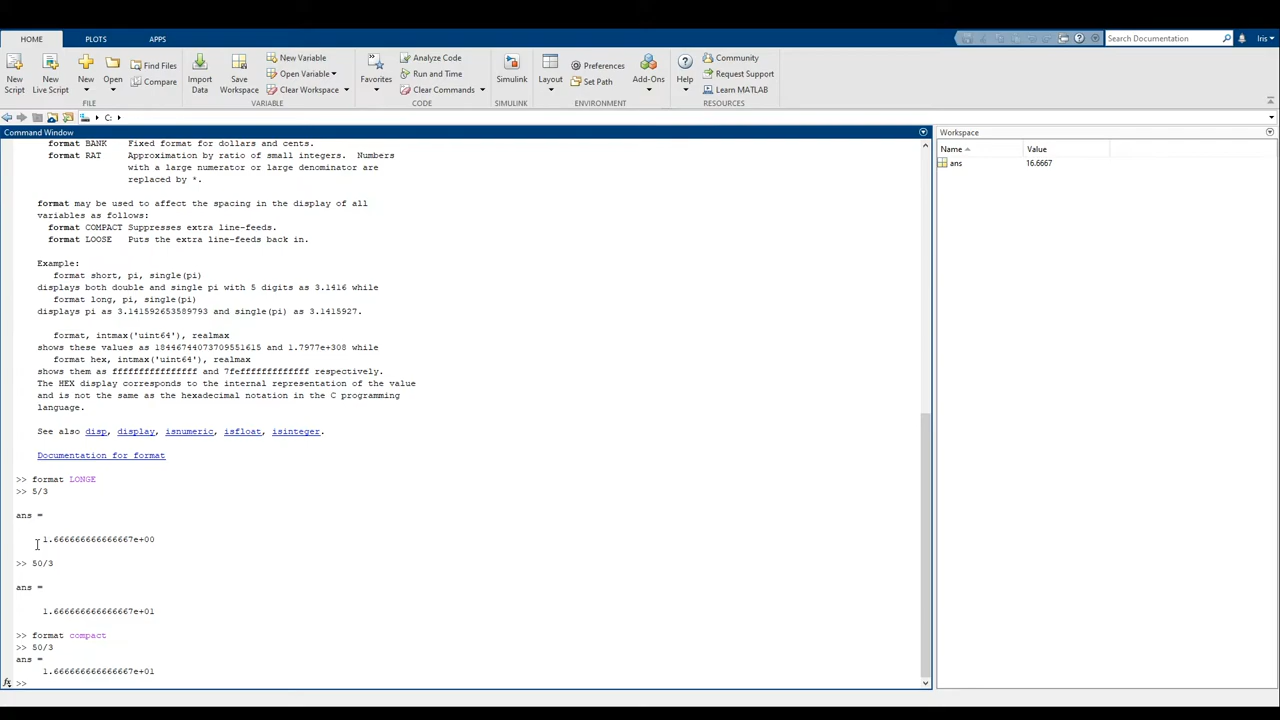 HOME PLOTS APPS
Search Documentation
Iris
New Script
New Live Script
New
Open
Find Files
Compare
FILE
Import Data
Save Workspace
New Variable
Open Variable
Clear Workspace
VARIABLE
Favorites
Analyze Code
Run and Time
Clear Commands
CODE
Simulink
SIMULINK
Layout
Preferences
Set Path
Add-Ons
ENVIRONMENT
Help
Community
Request Support
Learn MATLAB
RESOURCES
C:
Command Window
format BANK Fixed format for dollars and cents.
format RAT Approximation by ratio of small integers. Numbers
with a large numerator or large denominator are
replaced by *.
format may be used to affect the spacing in the display of all
variables as follows:
format COMPACT Suppresses extra line-feeds.
format LOOSE Puts the extra line-feeds back in.
Example:
format short, pi, single(pi)
displays both double and single pi with 5 digits as 3.1416 while
format long, pi, single(pi)
displays pi as 3.141592653589793 and single(pi) as 3.1415927.
format, intmax('uint64'), realmax
shows these values as 18446744073709551615 and 1.7977e+308 while
format hex, intmax('uint64'), realmax
shows them as ffffffffffffffff and 7fefffffffffffff respectively.
The HEX display corresponds to the internal representation of the value
and is not the same as the hexadecimal notation in the C programming
language.
See also disp, display, isnumeric, isfloat, isinteger.
Documentation for format
>> format LONGE
>> 5/3
ans =
1.666666666666667e+00
>> 50/3
ans =
1.666666666666667e+01
>> format compact
>> 50/3
ans =
1.666666666666667e+01
fx >>
Workspace
Name Value
ans 16.6667